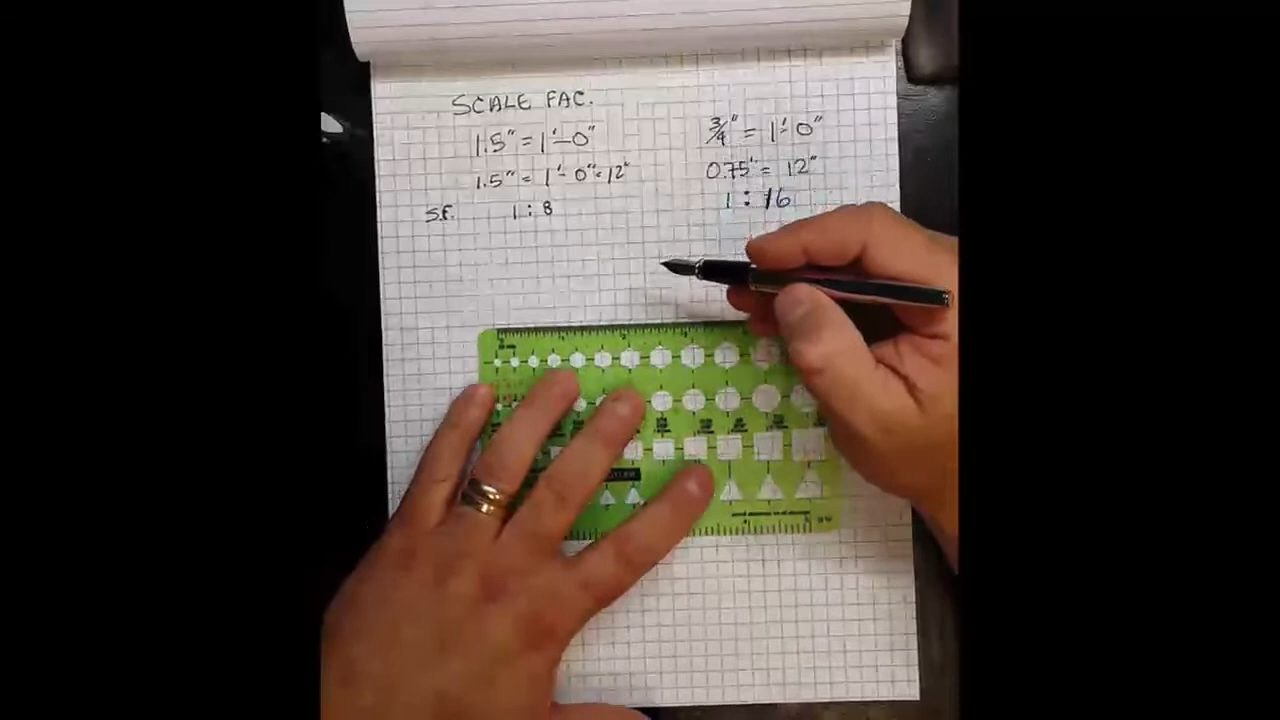 SCALE FAC.
1.5" = 1'-0"
1.5" = 1'-0" = 12"
S.F. 1 : 8
3/4" = 1'-0"
0.75" = 12"
1 : 16